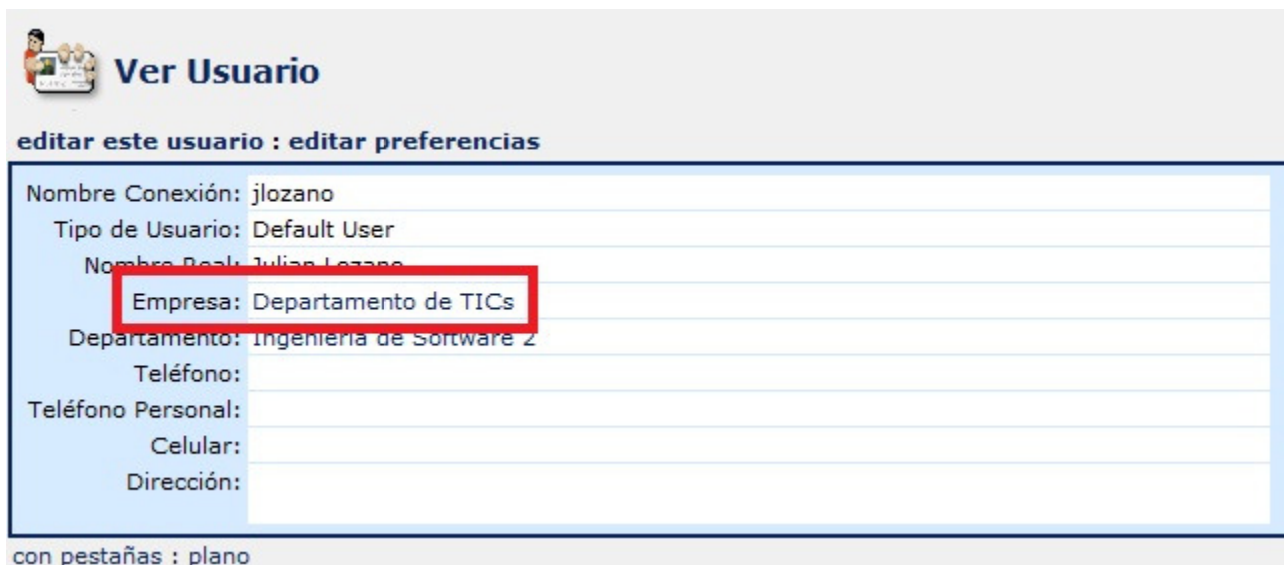 Ver Usuario
editar este usuario : editar preferencias
Nombre Conexión: jlozano
Tipo de Usuario: Default User
Nombre Real: Julian Lozano
Empresa: Departamento de TICs
Departamento: Ingeniería de Software 2
Teléfono:
Teléfono Personal:
Celular:
Dirección:
con pestañas : plano